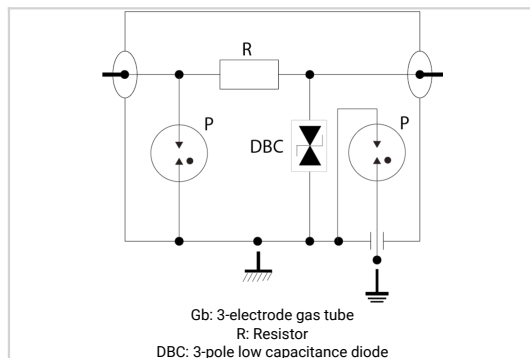 R
P
DBC
P
Gb: 3-electrode gas tube
R: Resistor
DBC: 3-pole low capacitance diode